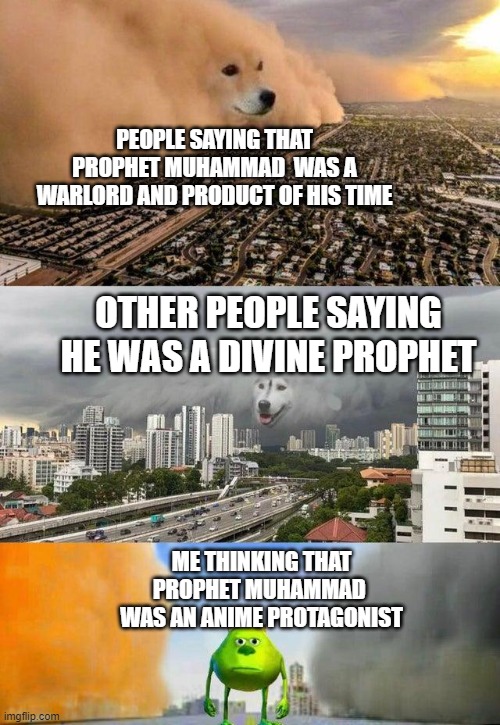 PEOPLE SAYING THAT
PROPHET MUHAMMAD WAS A
WARLORD AND PRODUCT OF HIS TIME
OTHER PEOPLE SAYING
HE WAS A DIVINE PROPHET
ME THINKING THAT
PROPHET MUHAMMAD
WAS AN ANIME PROTAGONIST
imgflip.com